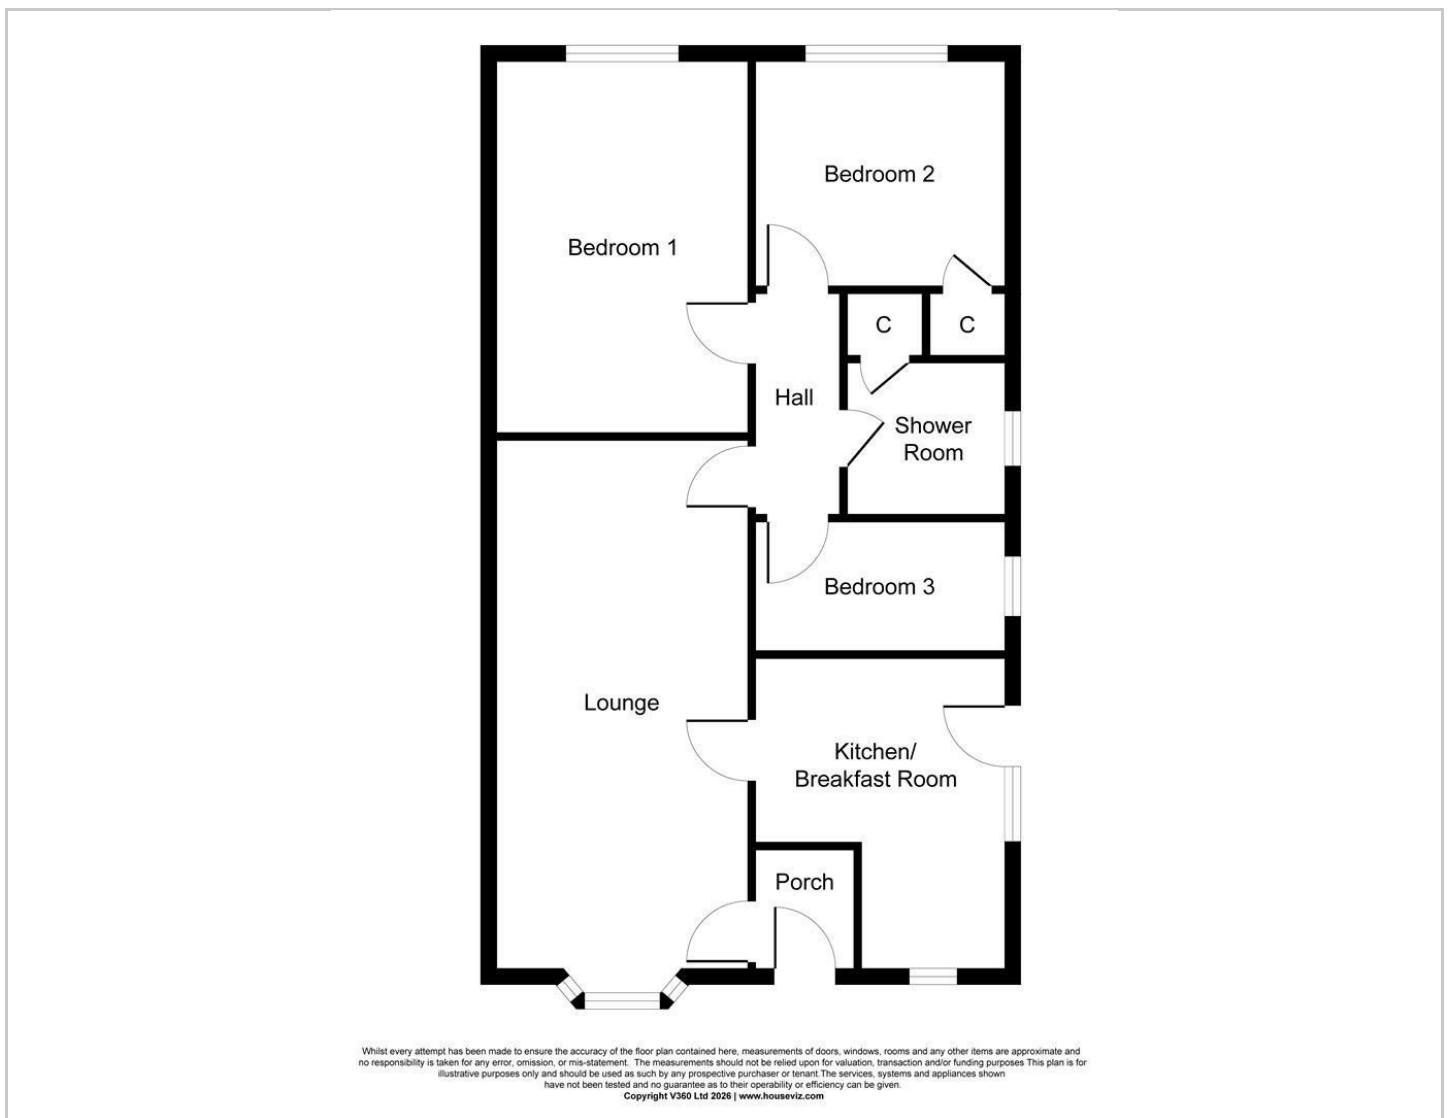 Bedroom 2
Bedroom 1
C
C
Hall
Shower
Room
Bedroom 3
Lounge
Kitchen/
Breakfast Room
Porch
Whilst every attempt has been made to ensure the accuracy of the floor plan contained here, measurements of doors, windows, rooms and any other items are approximate and
no responsibility is taken for any error, omission, or mis-statement. The measurements should not be relied upon for valuation, transaction and/or funding purposes This plan is for
illustrative purposes only and should be used as such by any prospective purchaser or tenant.The services, systems and appliances shown
have not been tested and no guarantee as to their operability or efficiency can be given.
Copyright V360 Ltd 2026 | www.houseviz.com